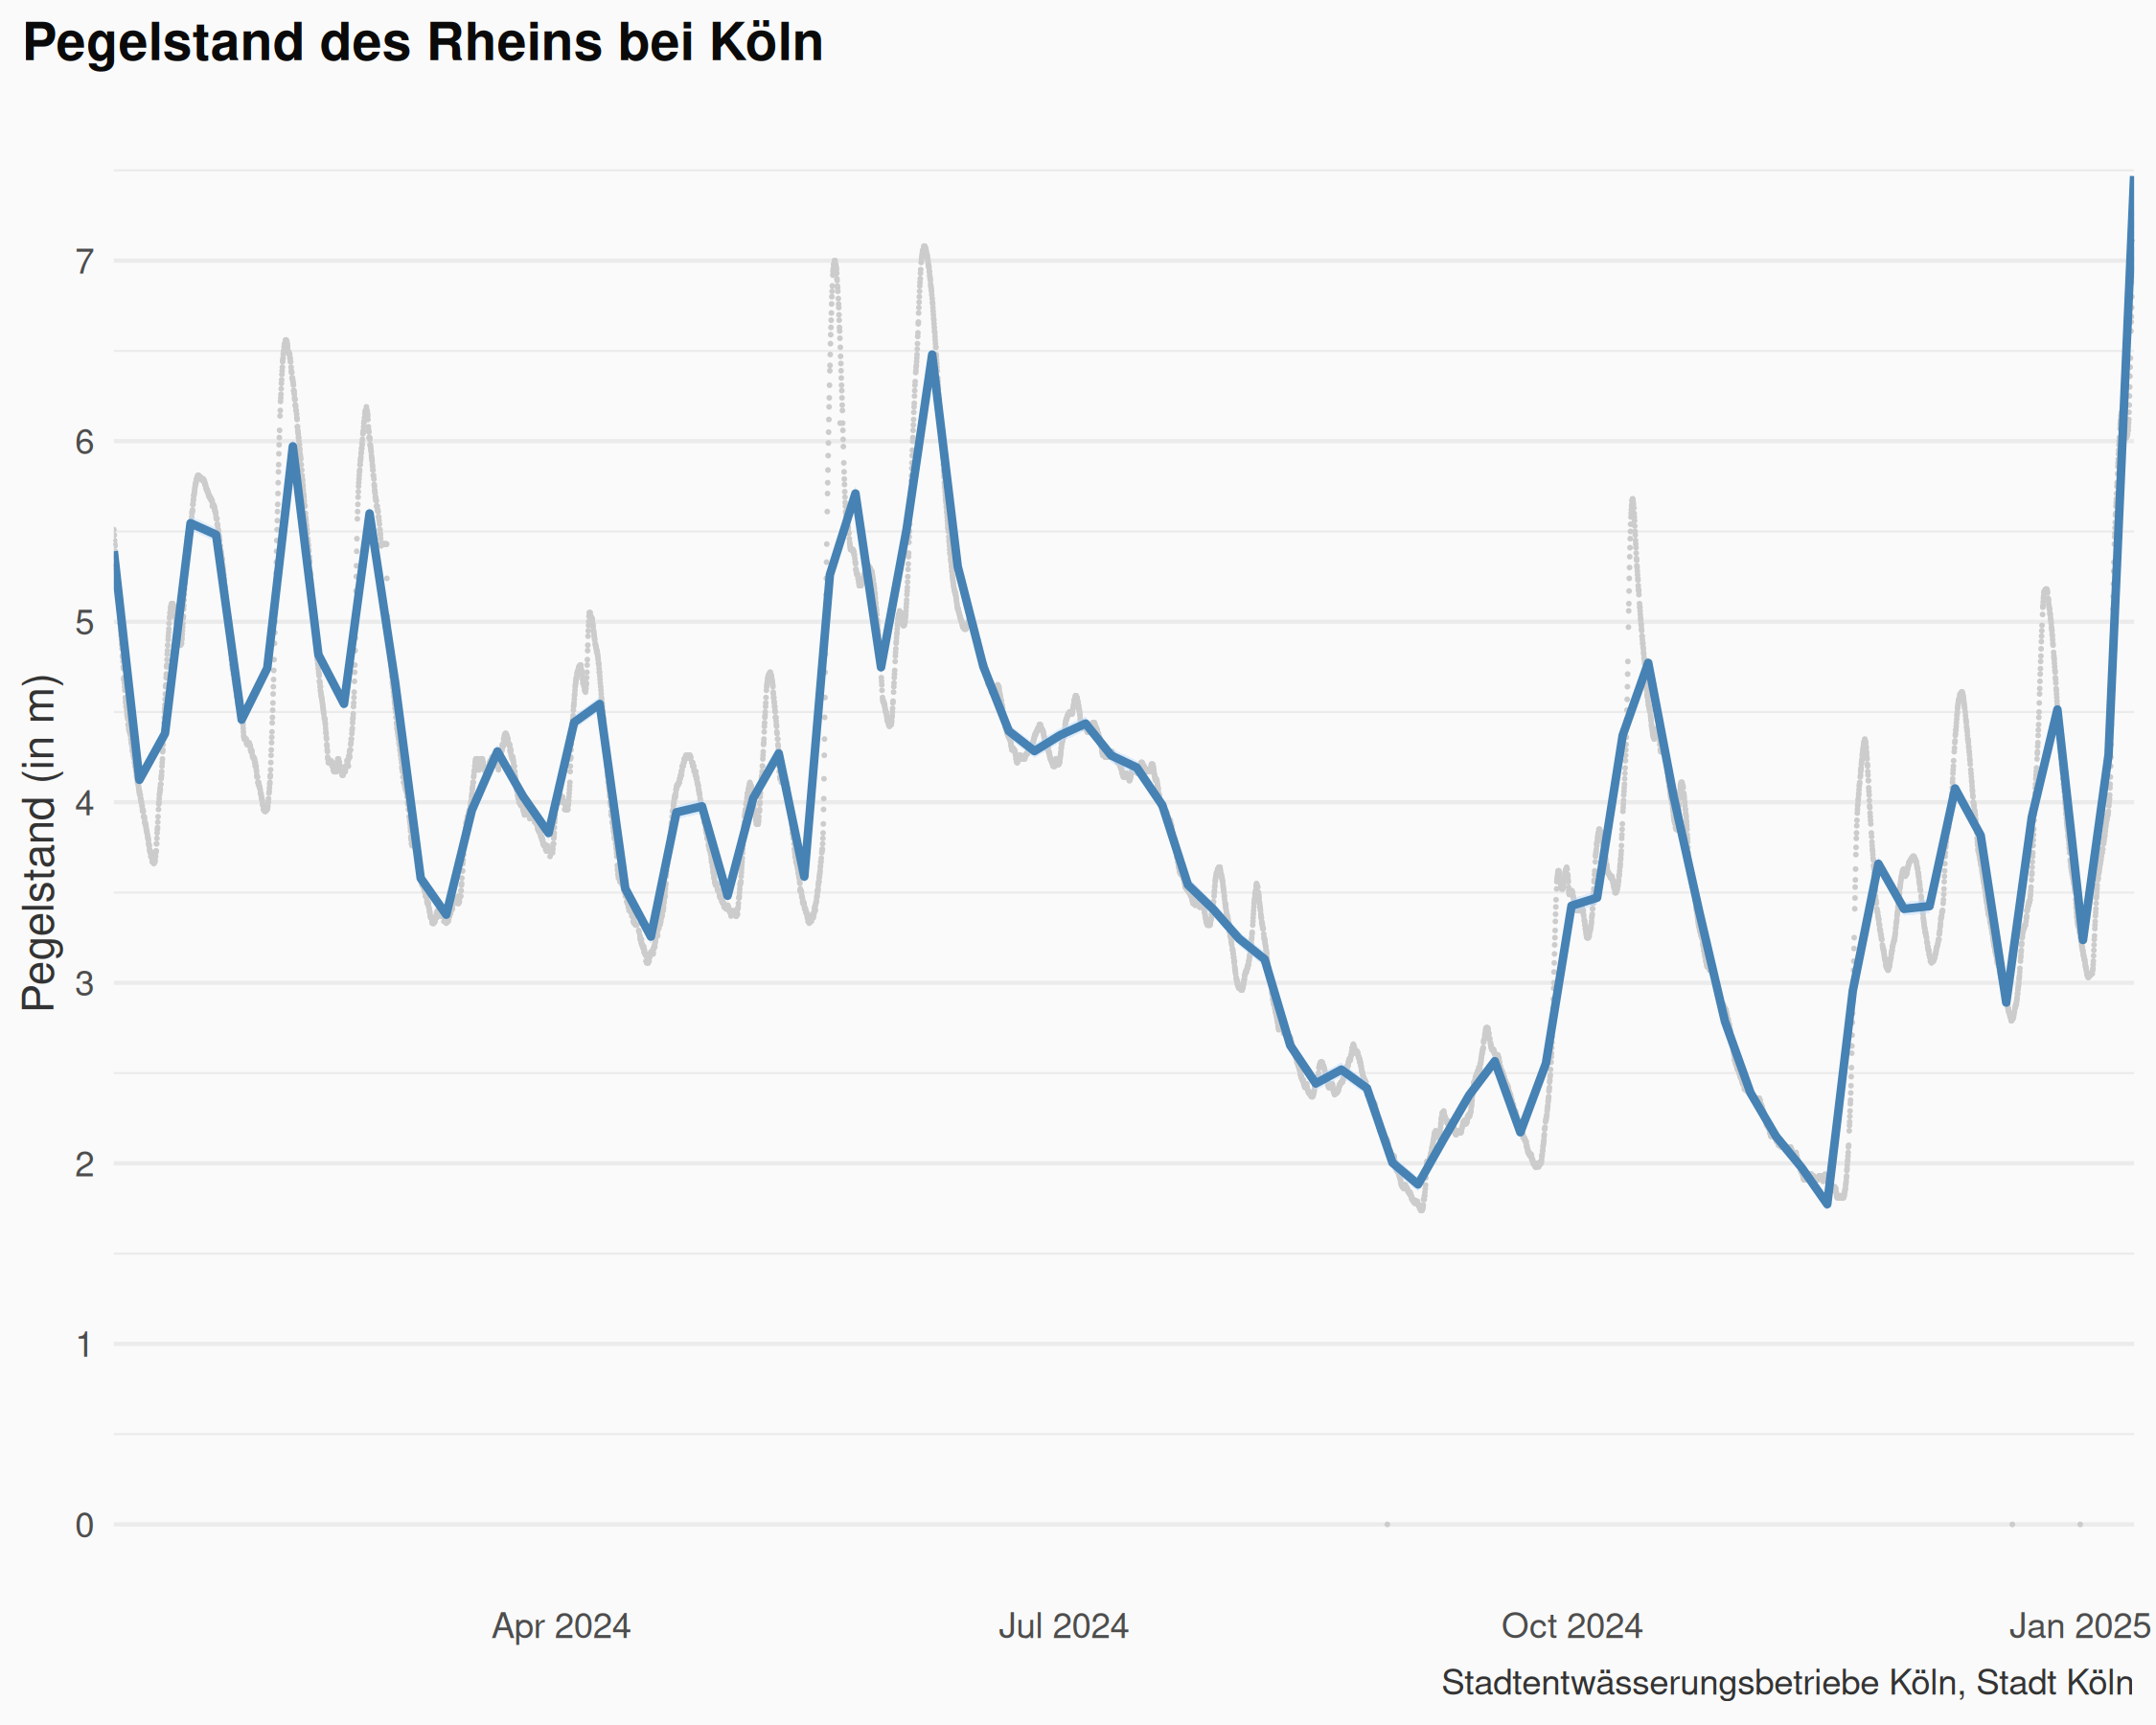 Pegelstand des Rheins bei Köln
Pegelstand (in m)
7
6
5
4
3
2
1
0
Apr 2024
Jul 2024
Oct 2024
Jan 2025
Stadtentwässerungsbetriebe Köln, Stadt Köln